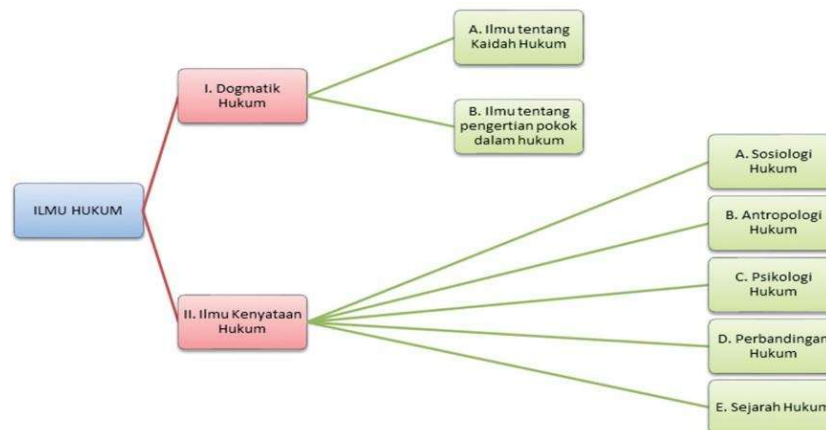 A. Ilmu tentang
Kaidah Hukum
I. Dogmatik
Hukum
B. Ilmu tentang
pengertian pokok
dalam hukum
ILMU HUKUM
II. Ilmu Kenyataan
Hukum
A. Sosiologi
Hukum
B. Antropologi
Hukum
C. Psikologi
Hukum
D. Perbandingan
Hukum
E. Sejarah Hukum